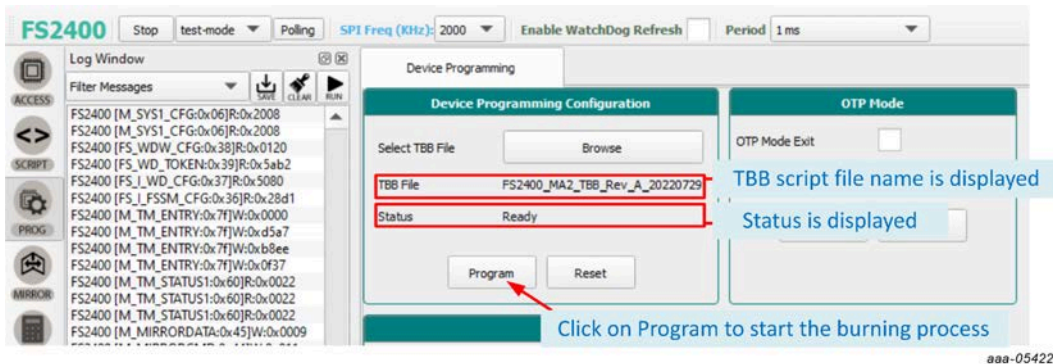 FS2400 Stop test-mode Polling SPI Freq (KHz): 2000 Enable WatchDog Refresh Period 1 ms
Log Window
Filter Messages SAVE CLEAR RUN
ACCESS
SCRIPT
PROG
MIRROR
FS2400 [M_SYS1_CFG:0x06]R:0x2008
FS2400 [M_SYS1_CFG:0x06]R:0x2008
FS2400 [FS_WDW_CFG:0x38]R:0x0120
FS2400 [FS_WD_TOKEN:0x39]R:0x5ab2
FS2400 [FS_I_WD_CFG:0x37]R:0x5080
FS2400 [FS_I_FSSM_CFG:0x36]R:0x28d1
FS2400 [M_TM_ENTRY:0x7f]W:0x0000
FS2400 [M_TM_ENTRY:0x7f]W:0xd5a7
FS2400 [M_TM_ENTRY:0x7f]W:0xb8ee
FS2400 [M_TM_ENTRY:0x7f]W:0x0f37
FS2400 [M_TM_STATUS1:0x60]R:0x0022
FS2400 [M_TM_STATUS1:0x60]R:0x0022
FS2400 [M_TM_STATUS1:0x60]R:0x0022
FS2400 [M_MIRRORDATA:0x45]W:0x0009
Device Programming
Device Programming Configuration
Select TBB File Browse
TBB File FS2400_MA2_TBB_Rev_A_20220729
Status Ready
Program Reset
OTP Mode
OTP Mode Exit
TBB script file name is displayed
Status is displayed
Click on Program to start the burning process
aaa-05422